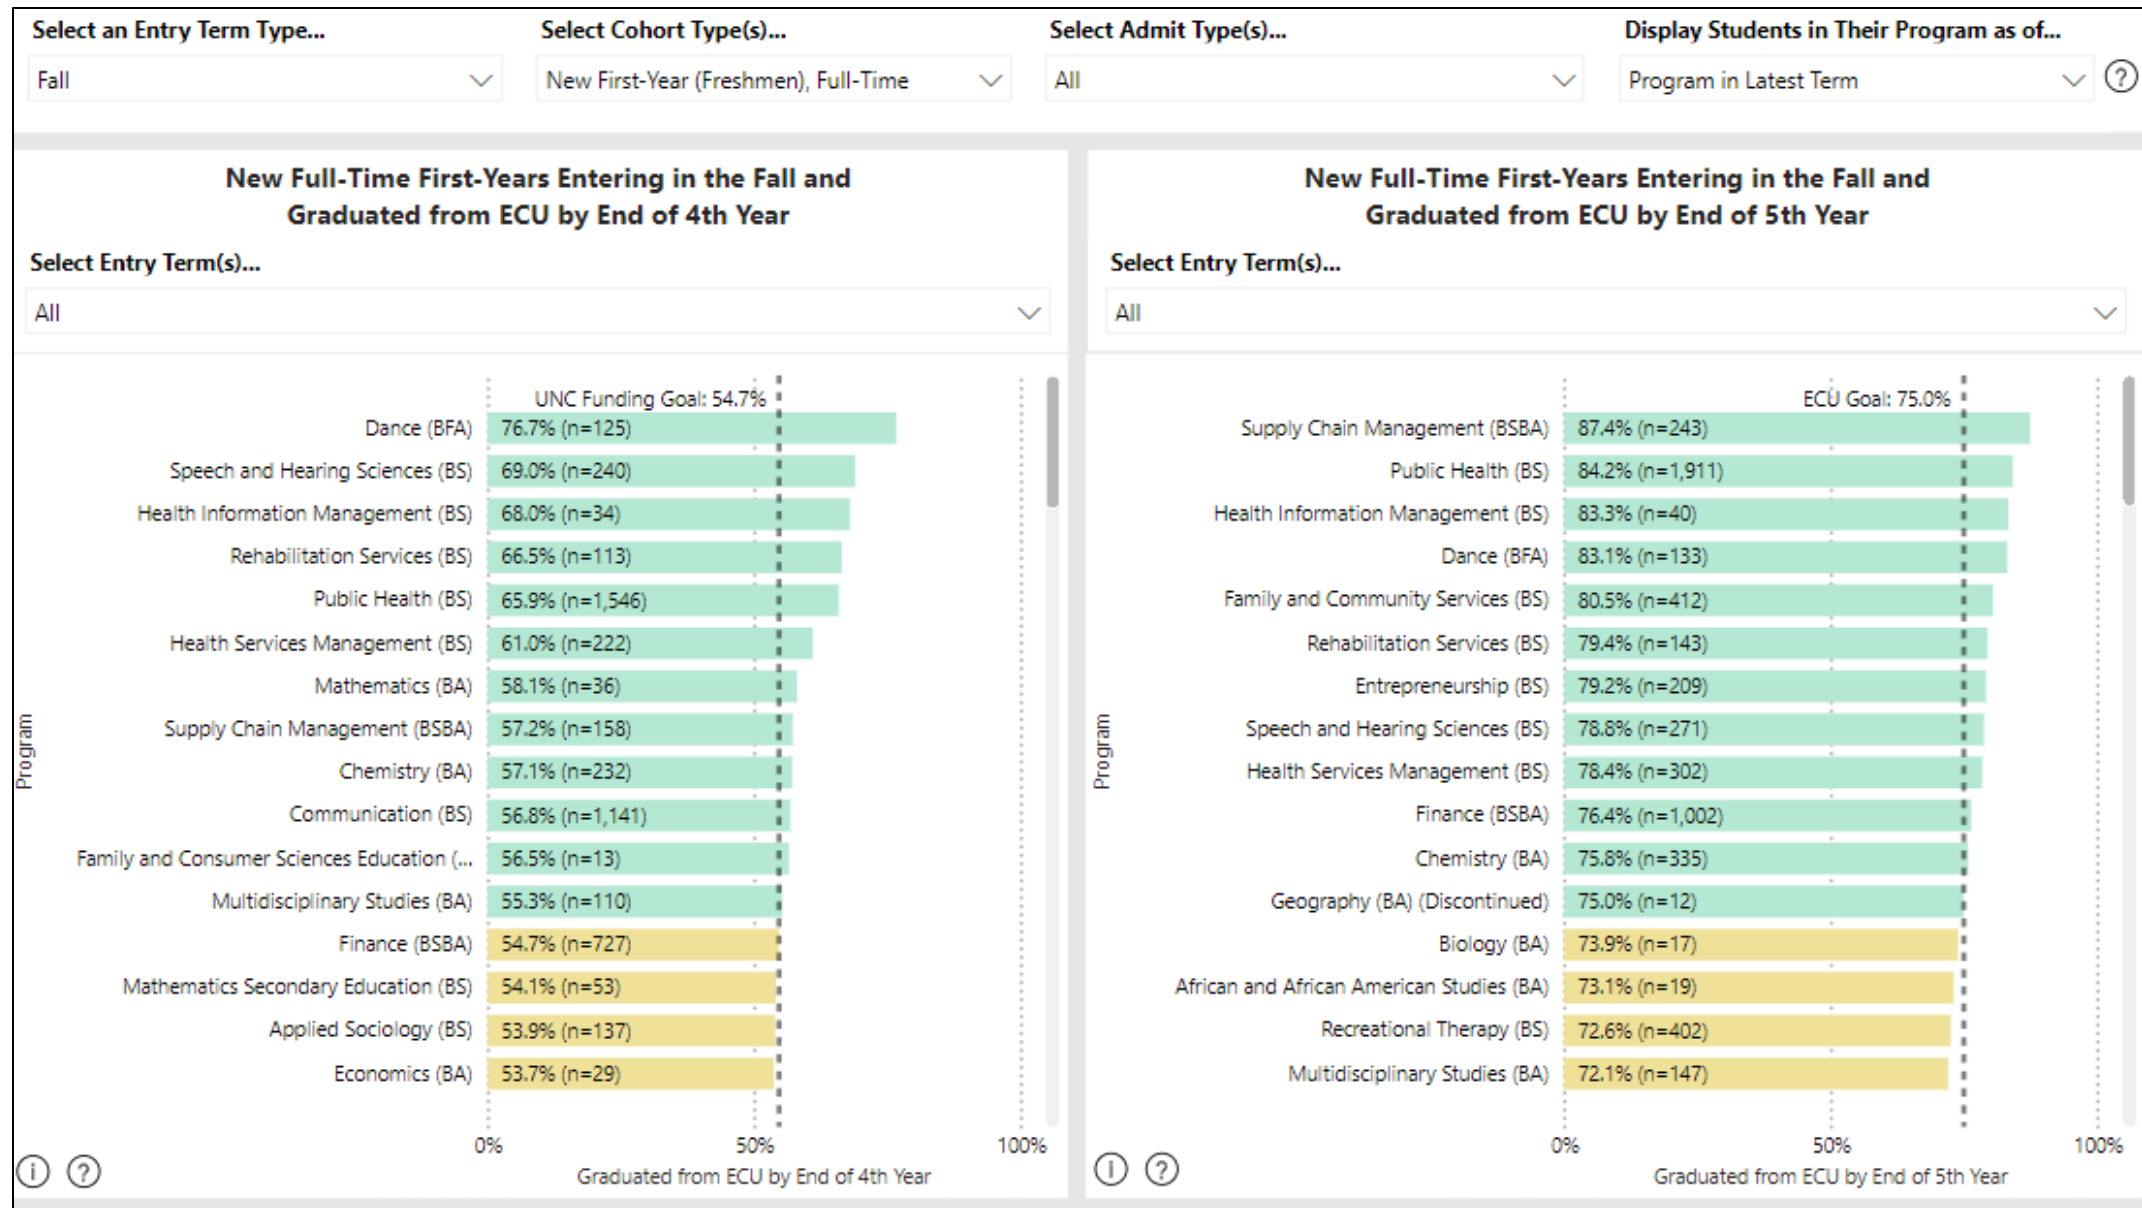 Select an Entry Term Type...
Select Cohort Type(s)...
Select Admit Type(s)...
Display Students in Their Program as of...
Fall
New First-Year (Freshmen), Full-Time
All
Program in Latest Term
?
New Full-Time First-Years Entering in the Fall and
Graduated from ECU by End of 4th Year
Select Entry Term(s)...
All
UNC Funding Goal: 54.7%
Dance (BFA) 76.7% (n=125)
Speech and Hearing Sciences (BS) 69.0% (n=240)
Health Information Management (BS) 68.0% (n=34)
Rehabilitation Services (BS) 66.5% (n=113)
Public Health (BS) 65.9% (n=1,546)
Health Services Management (BS) 61.0% (n=222)
Mathematics (BA) 58.1% (n=36)
Supply Chain Management (BSBA) 57.2% (n=158)
Chemistry (BA) 57.1% (n=232)
Communication (BS) 56.8% (n=1,141)
Family and Consumer Sciences Education (... 56.5% (n=13)
Multidisciplinary Studies (BA) 55.3% (n=110)
Finance (BSBA) 54.7% (n=727)
Mathematics Secondary Education (BS) 54.1% (n=53)
Applied Sociology (BS) 53.9% (n=137)
Economics (BA) 53.7% (n=29)
Program
0% 50% 100%
Graduated from ECU by End of 4th Year
i ?
New Full-Time First-Years Entering in the Fall and
Graduated from ECU by End of 5th Year
Select Entry Term(s)...
All
ECU Goal: 75.0%
Supply Chain Management (BSBA) 87.4% (n=243)
Public Health (BS) 84.2% (n=1,911)
Health Information Management (BS) 83.3% (n=40)
Dance (BFA) 83.1% (n=133)
Family and Community Services (BS) 80.5% (n=412)
Rehabilitation Services (BS) 79.4% (n=143)
Entrepreneurship (BS) 79.2% (n=209)
Speech and Hearing Sciences (BS) 78.8% (n=271)
Health Services Management (BS) 78.4% (n=302)
Finance (BSBA) 76.4% (n=1,002)
Chemistry (BA) 75.8% (n=335)
Geography (BA) (Discontinued) 75.0% (n=12)
Biology (BA) 73.9% (n=17)
African and African American Studies (BA) 73.1% (n=19)
Recreational Therapy (BS) 72.6% (n=402)
Multidisciplinary Studies (BA) 72.1% (n=147)
Program
0% 50% 100%
Graduated from ECU by End of 5th Year
i ?